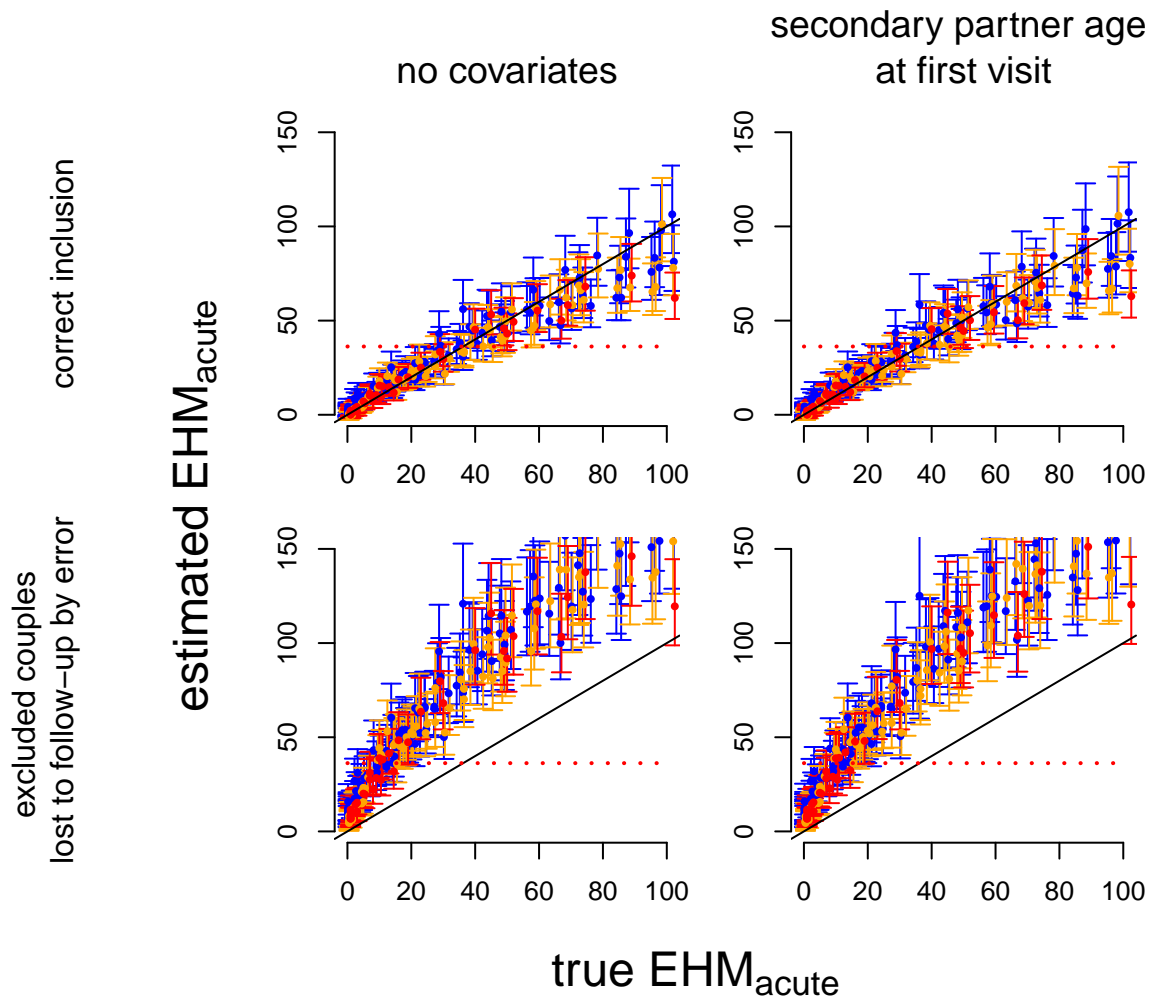 no covariates
secondary partner age
at first visit
correct inclusion
excluded couples
lost to follow−up by error
estimated EHMacute
150
100
50
0
0 20 40 60 80 100
150
100
50
0
0 20 40 60 80 100
150
100
50
0
0 20 40 60 80 100
150
100
50
0
0 20 40 60 80 100
true EHMacute